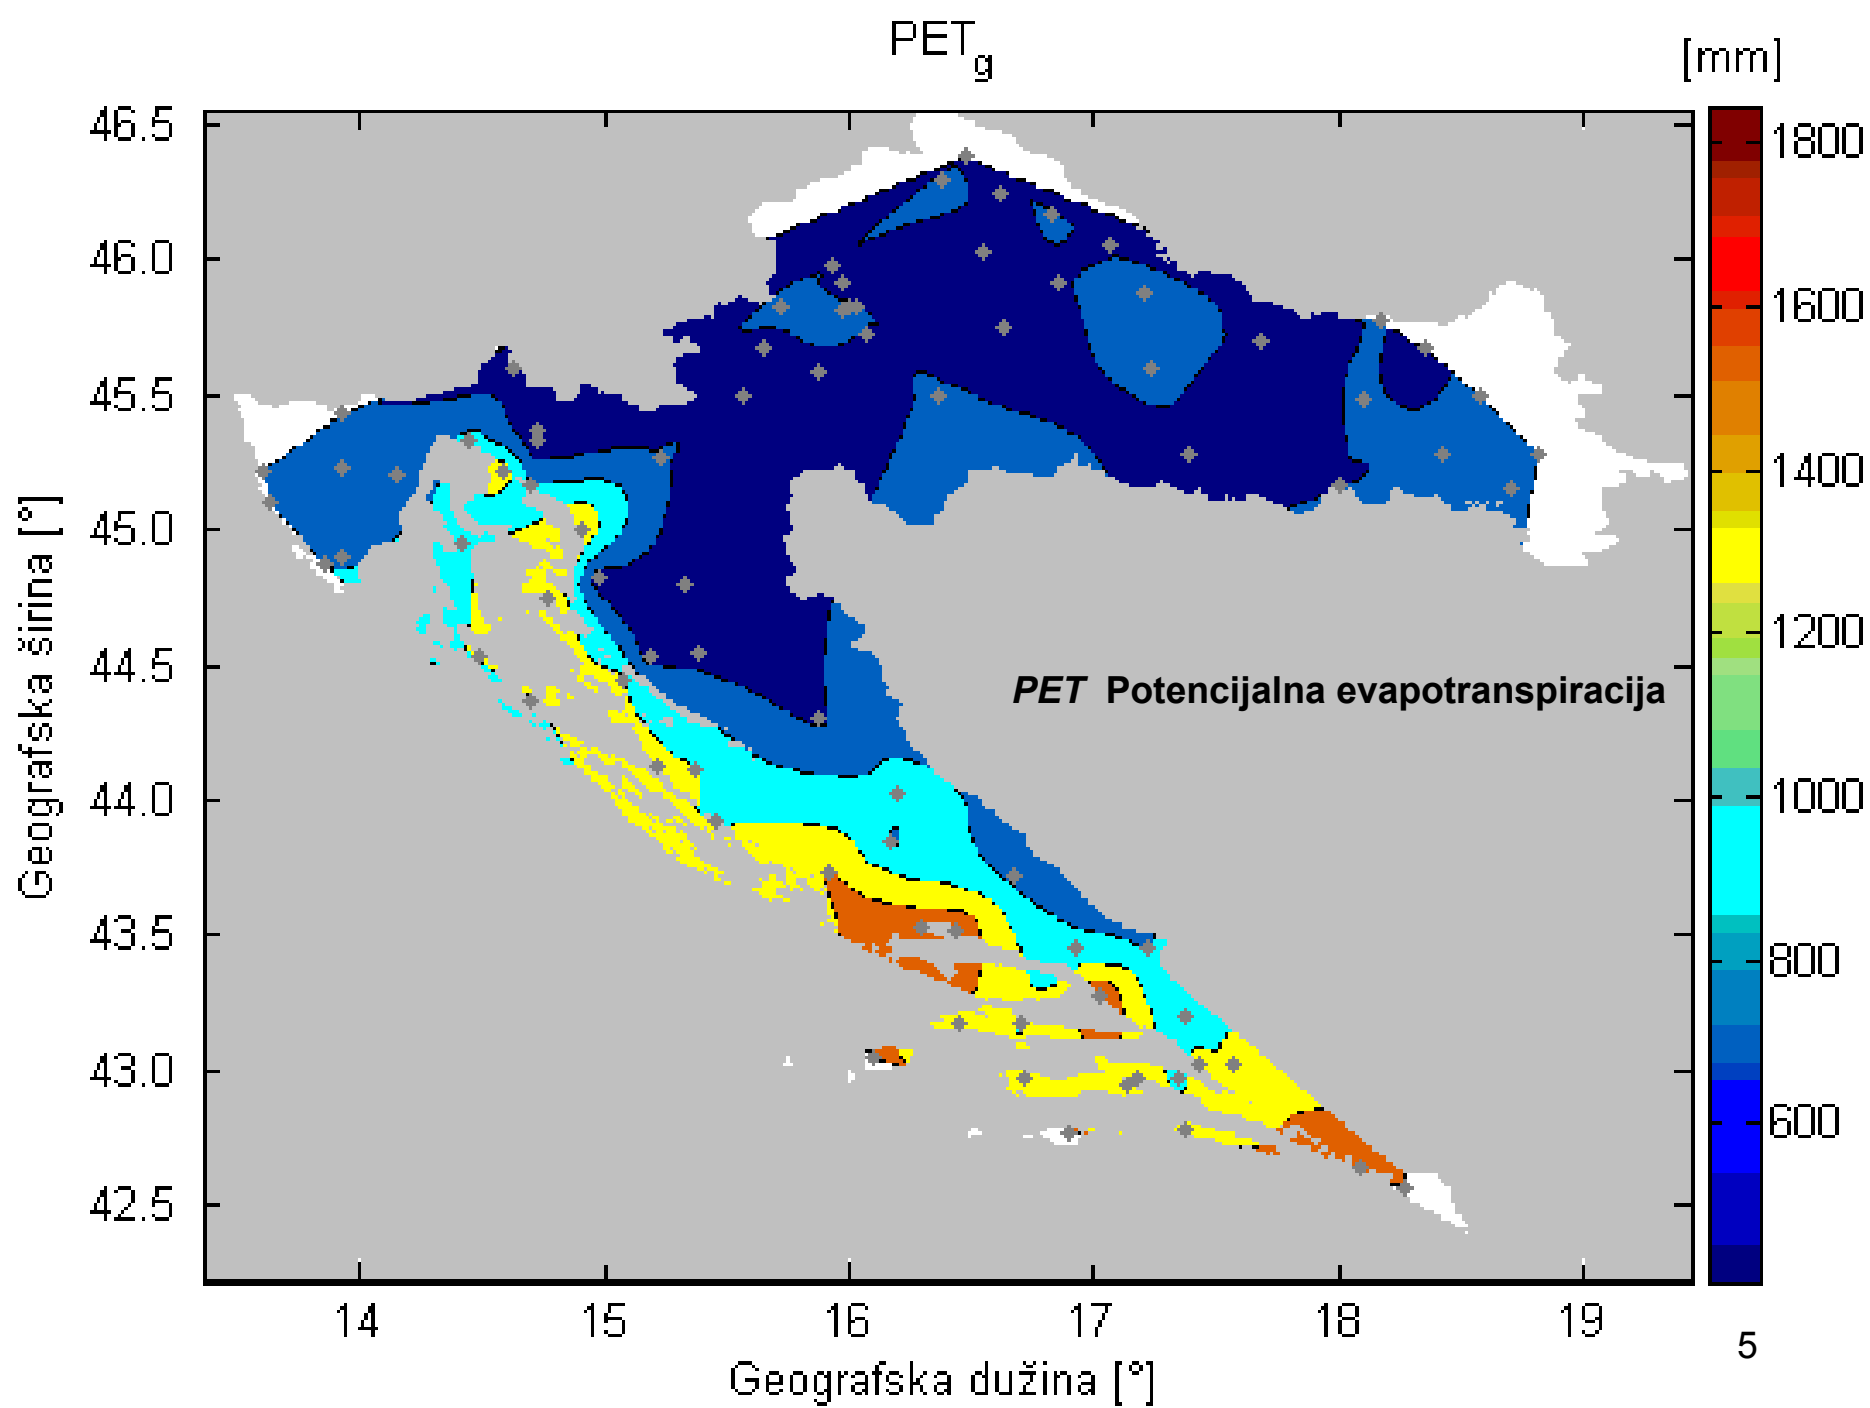 PETg
[mm]
46.5
46.0
45.5
45.0
44.5
44.0
43.5
43.0
42.5
Geografska širina [°]
1800
1600
1400
1200
1000
800
600
PET Potencijalna evapotranspiracija
14 15 16 17 18 19
Geografska dužina [°]
5